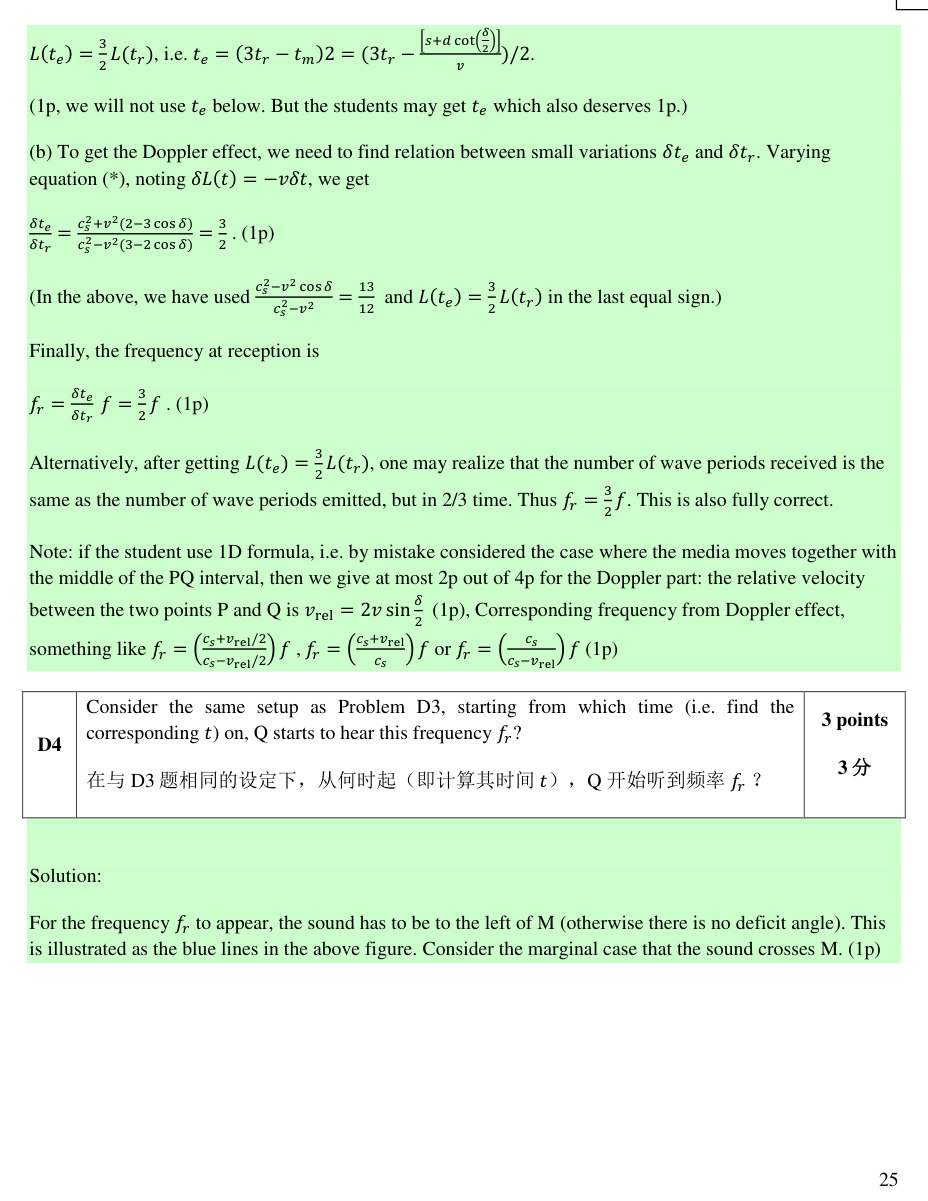 L(t_e) = 3/2 L(t_r), i.e. t_e = (3t_r − t_m)2 = (3t_r − [s+d cot(δ/2)]/v)/2.
(1p, we will not use t_e below. But the students may get t_e which also deserves 1p.)
(b) To get the Doppler effect, we need to find relation between small variations δt_e and δt_r. Varying
equation (*), noting δL(t) = −vδt, we get
δt_e/δt_r = (c_s^2+v^2(2−3 cos δ))/(c_s^2−v^2(3−2 cos δ)) = 3/2 . (1p)
(In the above, we have used (c_s^2−v^2 cos δ)/(c_s^2−v^2) = 13/12 and L(t_e) = 3/2 L(t_r) in the last equal sign.)
Finally, the frequency at reception is
f_r = δt_e/δt_r f = 3/2 f . (1p)
Alternatively, after getting L(t_e) = 3/2 L(t_r), one may realize that the number of wave periods received is the
same as the number of wave periods emitted, but in 2/3 time. Thus f_r = 3/2 f. This is also fully correct.
Note: if the student use 1D formula, i.e. by mistake considered the case where the media moves together with
the middle of the PQ interval, then we give at most 2p out of 4p for the Doppler part: the relative velocity
between the two points P and Q is v_rel = 2v sin δ/2 (1p), Corresponding frequency from Doppler effect,
something like f_r = ((c_s+v_rel/2)/(c_s−v_rel/2)) f , f_r = ((c_s+v_rel)/c_s) f or f_r = (c_s/(c_s−v_rel)) f (1p)
D4
Consider the same setup as Problem D3, starting from which time (i.e. find the
corresponding t) on, Q starts to hear this frequency f_r?
在与 D3 题相同的设定下，从何时起（即计算其时间 t），Q 开始听到频率 f_r ？
3 points
3 分
Solution:
For the frequency f_r to appear, the sound has to be to the left of M (otherwise there is no deficit angle). This
is illustrated as the blue lines in the above figure. Consider the marginal case that the sound crosses M. (1p)
25